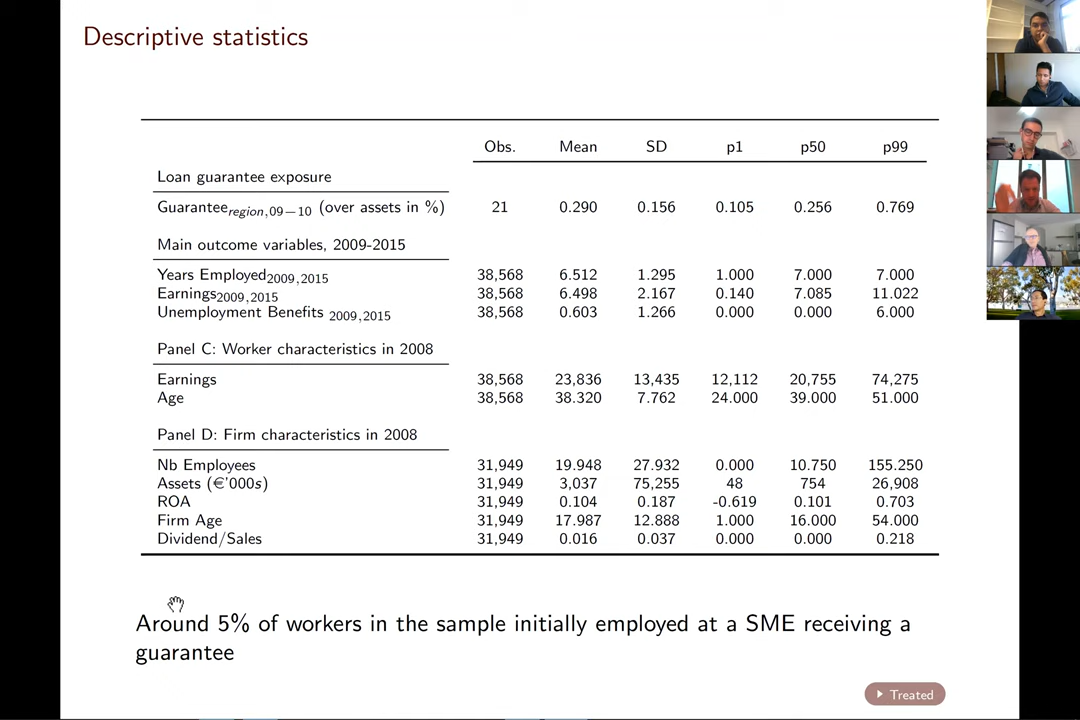 Descriptive statistics
Obs. Mean SD p1 p50 p99
Loan guarantee exposure
Guarantee region,09−10 (over assets in %) 21 0.290 0.156 0.105 0.256 0.769
Main outcome variables, 2009-2015
Years Employed 2009,2015 38,568 6.512 1.295 1.000 7.000 7.000
Earnings 2009,2015 38,568 6.498 2.167 0.140 7.085 11.022
Unemployment Benefits 2009,2015 38,568 0.603 1.266 0.000 0.000 6.000
Panel C: Worker characteristics in 2008
Earnings 38,568 23,836 13,435 12,112 20,755 74,275
Age 38,568 38.320 7.762 24.000 39.000 51.000
Panel D: Firm characteristics in 2008
Nb Employees 31,949 19.948 27.932 0.000 10.750 155.250
Assets (€'000s) 31,949 3,037 75,255 48 754 26,908
ROA 31,949 0.104 0.187 -0.619 0.101 0.703
Firm Age 31,949 17.987 12.888 1.000 16.000 54.000
Dividend/Sales 31,949 0.016 0.037 0.000 0.000 0.218
Around 5% of workers in the sample initially employed at a SME receiving a
guarantee
Treated